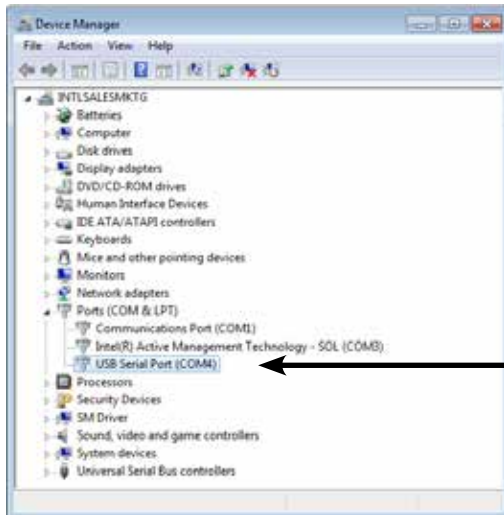 Device Manager
File Action View Help
INTLSALESMKTG
Batteries
Computer
Disk drives
Display adapters
DVD/CD-ROM drives
Human Interface Devices
IDE ATA/ATAPI controllers
Keyboards
Mice and other pointing devices
Monitors
Network adapters
Ports (COM & LPT)
Communications Port (COM1)
Intel(R) Active Management Technology - SOL (COM3)
USB Serial Port (COM4)
Processors
Security Devices
SM Driver
Sound, video and game controllers
System devices
Universal Serial Bus controllers